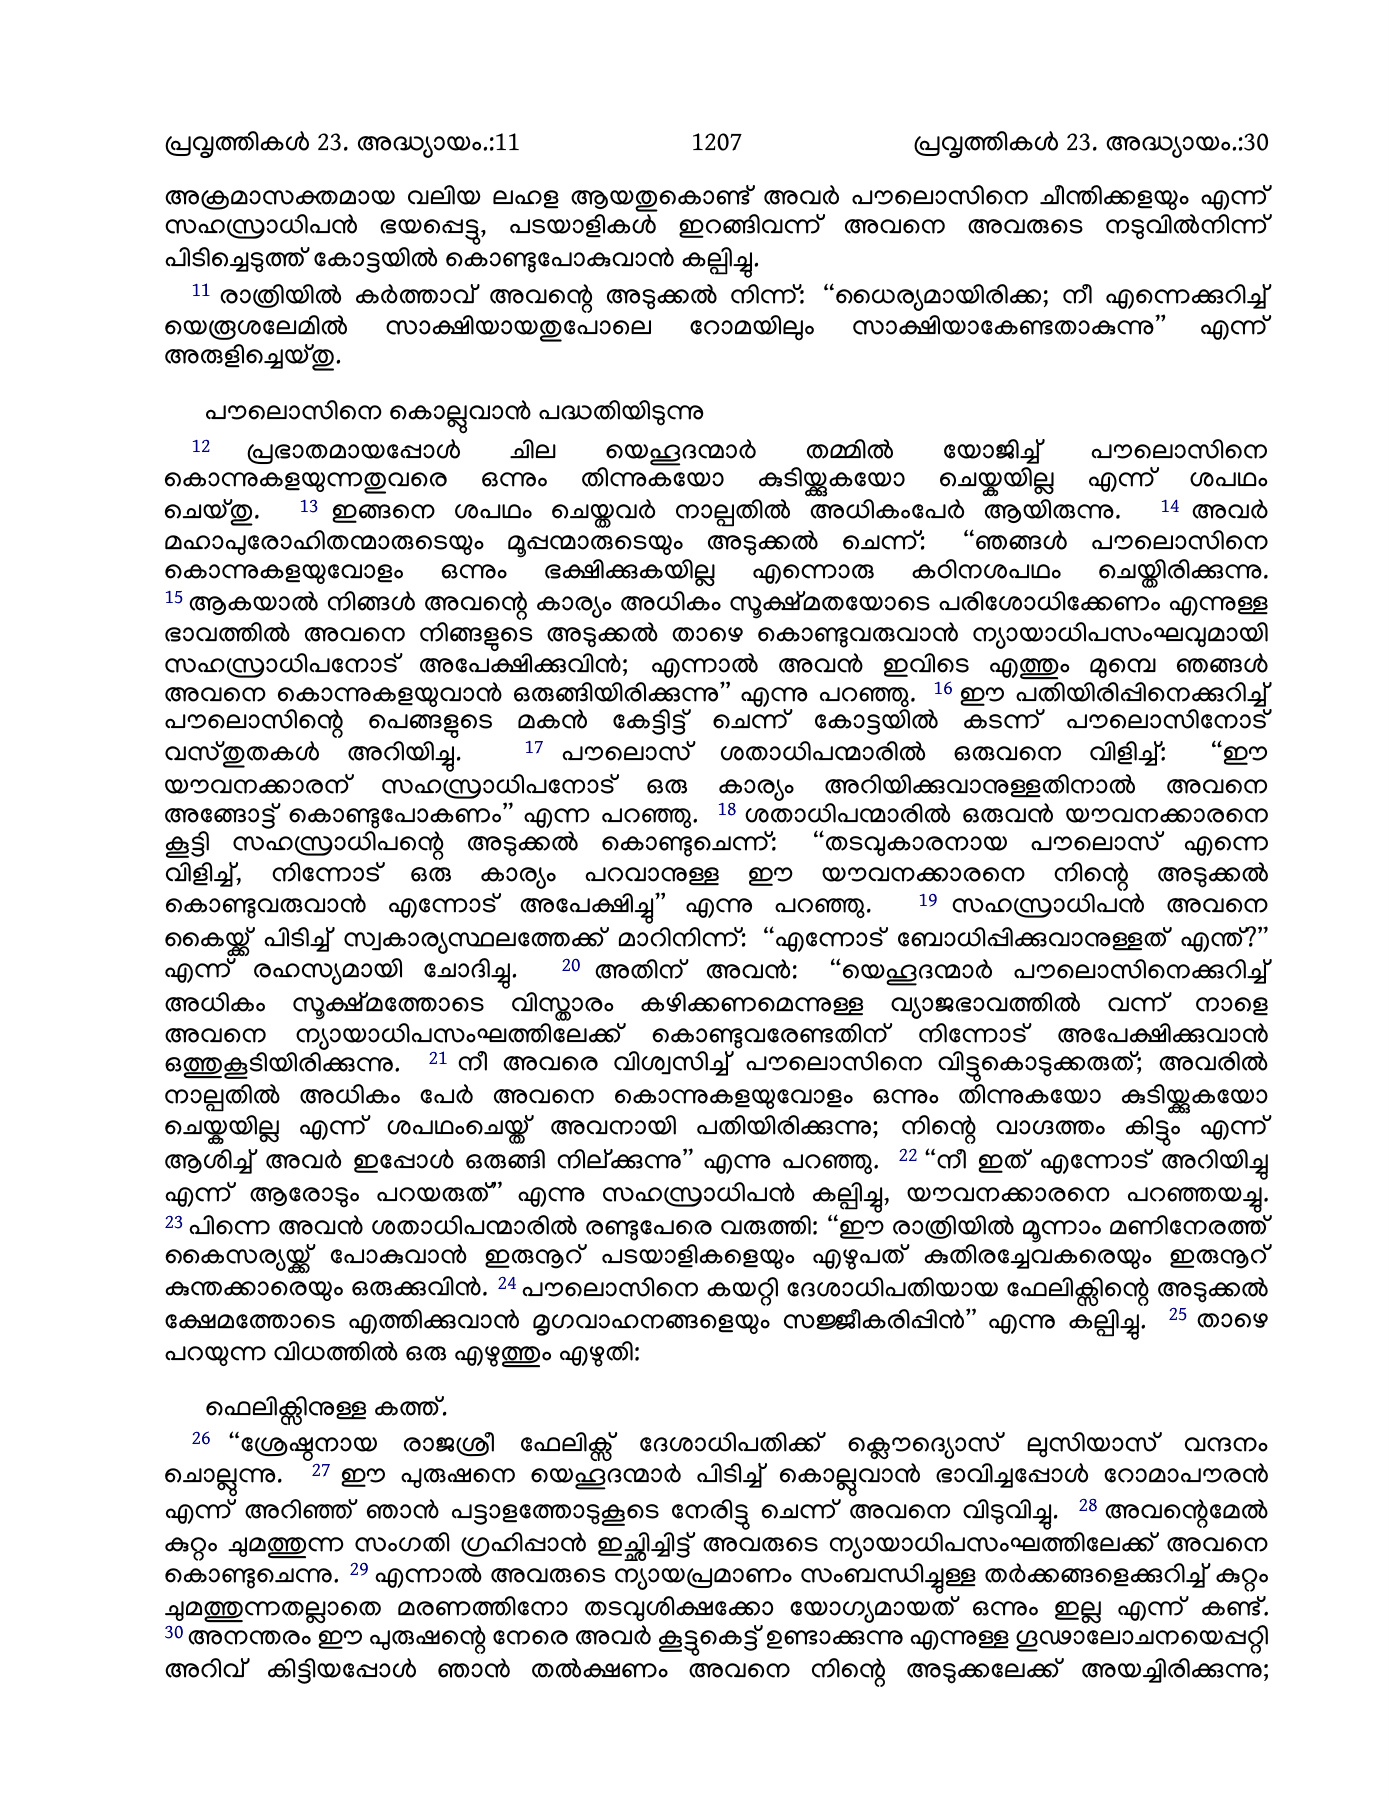 പ്രവൃത്തികൾ 23. അദ്ധ്യായം.:11 1207 പ്രവൃത്തികൾ 23. അദ്ധ്യായം.:30
അക്രമാസക്തമായ വലിയ ലഹള ആയതുകൊണ്ട് അവർ പൗലൊസിനെ ചീന്തിക്കളയും എന്ന്
സഹസ്രാധിപൻ ഭയപ്പെട്ടു, പടയാളികൾ ഇറങ്ങിവന്ന് അവനെ അവരുടെ നടുവിൽനിന്ന്
പിടിച്ചെടുത്ത് കോട്ടയിൽ കൊണ്ടുപോകുവാൻ കല്പിച്ചു.
11 രാത്രിയിൽ കർത്താവ് അവന്റെ അടുക്കൽ നിന്ന്: “ധൈര്യമായിരിക്ക; നീ എന്നെക്കുറിച്ച്
യെരൂശലേമിൽ സാക്ഷിയായതുപോലെ റോമയിലും സാക്ഷിയാകേണ്ടതാകുന്നു” എന്ന്
അരുളിച്ചെയ്തു.
പൗലൊസിനെ കൊല്ലുവാൻ പദ്ധതിയിടുന്നു
12 പ്രഭാതമായപ്പോൾ ചില യെഹൂദന്മാർ തമ്മിൽ യോജിച്ച് പൗലൊസിനെ
കൊന്നുകളയുന്നതുവരെ ഒന്നും തിന്നുകയോ കുടിയ്ക്കുകയോ ചെയ്കയില്ല എന്ന് ശപഥം
ചെയ്തു. 13 ഇങ്ങനെ ശപഥം ചെയ്തവർ നാല്പതിൽ അധികംപേർ ആയിരുന്നു. 14 അവർ
മഹാപുരോഹിതന്മാരുടെയും മൂപ്പന്മാരുടെയും അടുക്കൽ ചെന്ന്: “ഞങ്ങൾ പൗലൊസിനെ
കൊന്നുകളയുവോളം ഒന്നും ഭക്ഷിക്കുകയില്ല എന്നൊരു കഠിനശപഥം ചെയ്തിരിക്കുന്നു.
15 ആകയാൽ നിങ്ങൾ അവന്റെ കാര്യം അധികം സൂക്ഷ്മതയോടെ പരിശോധിക്കേണം എന്നുള്ള
ഭാവത്തിൽ അവനെ നിങ്ങളുടെ അടുക്കൽ താഴെ കൊണ്ടുവരുവാൻ ന്യായാധിപസംഘവുമായി
സഹസ്രാധിപനോട് അപേക്ഷിക്കുവിൻ; എന്നാൽ അവൻ ഇവിടെ എത്തും മുമ്പെ ഞങ്ങൾ
അവനെ കൊന്നുകളയുവാൻ ഒരുങ്ങിയിരിക്കുന്നു” എന്നു പറഞ്ഞു. 16 ഈ പതിയിരിപ്പിനെക്കുറിച്ച്
പൗലൊസിന്റെ പെങ്ങളുടെ മകൻ കേട്ടിട്ട് ചെന്ന് കോട്ടയിൽ കടന്ന് പൗലൊസിനോട്
വസ്തുതകൾ അറിയിച്ചു. 17 പൗലൊസ് ശതാധിപന്മാരിൽ ഒരുവനെ വിളിച്ച്: “ഈ
യൗവനക്കാരന് സഹസ്രാധിപനോട് ഒരു കാര്യം അറിയിക്കുവാനുള്ളതിനാൽ അവനെ
അങ്ങോട്ട് കൊണ്ടുപോകണം” എന്ന പറഞ്ഞു. 18 ശതാധിപന്മാരിൽ ഒരുവൻ യൗവനക്കാരനെ
കൂട്ടി സഹസ്രാധിപന്റെ അടുക്കൽ കൊണ്ടുചെന്ന്: “തടവുകാരനായ പൗലൊസ് എന്നെ
വിളിച്ച്, നിന്നോട് ഒരു കാര്യം പറവാനുള്ള ഈ യൗവനക്കാരനെ നിന്റെ അടുക്കൽ
കൊണ്ടുവരുവാൻ എന്നോട് അപേക്ഷിച്ചു” എന്നു പറഞ്ഞു. 19 സഹസ്രാധിപൻ അവനെ
കൈയ്ക്ക് പിടിച്ച് സ്വകാര്യസ്ഥലത്തേക്ക് മാറിനിന്ന്: “എന്നോട് ബോധിപ്പിക്കുവാനുള്ളത് എന്ത്?”
എന്ന് രഹസ്യമായി ചോദിച്ചു. 20 അതിന് അവൻ: “യെഹൂദന്മാർ പൗലൊസിനെക്കുറിച്ച്
അധികം സൂക്ഷ്മത്തോടെ വിസ്താരം കഴിക്കണമെന്നുള്ള വ്യാജഭാവത്തിൽ വന്ന് നാളെ
അവനെ ന്യായാധിപസംഘത്തിലേക്ക് കൊണ്ടുവരേണ്ടതിന് നിന്നോട് അപേക്ഷിക്കുവാൻ
ഒത്തുകൂടിയിരിക്കുന്നു. 21 നീ അവരെ വിശ്വസിച്ച് പൗലൊസിനെ വിട്ടുകൊടുക്കരുത്; അവരിൽ
നാല്പതിൽ അധികം പേർ അവനെ കൊന്നുകളയുവോളം ഒന്നും തിന്നുകയോ കുടിയ്ക്കുകയോ
ചെയ്കയില്ല എന്ന് ശപഥംചെയ്ത് അവനായി പതിയിരിക്കുന്നു; നിന്റെ വാഗ്ദത്തം കിട്ടും എന്ന്
ആശിച്ച് അവർ ഇപ്പോൾ ഒരുങ്ങി നില്ക്കുന്നു” എന്നു പറഞ്ഞു. 22 “നീ ഇത് എന്നോട് അറിയിച്ചു
എന്ന് ആരോടും പറയരുത്” എന്നു സഹസ്രാധിപൻ കല്പിച്ചു, യൗവനക്കാരനെ പറഞ്ഞയച്ചു.
23 പിന്നെ അവൻ ശതാധിപന്മാരിൽ രണ്ടുപേരെ വരുത്തി: “ഈ രാത്രിയിൽ മൂന്നാം മണിനേരത്ത്
കൈസര്യയ്ക്ക് പോകുവാൻ ഇരുനൂറ് പടയാളികളെയും എഴുപത് കുതിരച്ചേവകരെയും ഇരുനൂറ്
കുന്തക്കാരെയും ഒരുക്കുവിൻ. 24 പൗലൊസിനെ കയറ്റി ദേശാധിപതിയായ ഫേലിക്സിന്റെ അടുക്കൽ
ക്ഷേമത്തോടെ എത്തിക്കുവാൻ മൃഗവാഹനങ്ങളെയും സജ്ജീകരിപ്പിൻ” എന്നു കല്പിച്ചു. 25 താഴെ
പറയുന്ന വിധത്തിൽ ഒരു എഴുത്തും എഴുതി:
ഫെലിക്സിനുള്ള കത്ത്.
26 “ശ്രേഷ്ഠനായ രാജശ്രീ ഫേലിക്സ് ദേശാധിപതിക്ക് ക്ലൌദ്യൊസ് ലുസിയാസ് വന്ദനം
ചൊല്ലുന്നു. 27 ഈ പുരുഷനെ യെഹൂദന്മാർ പിടിച്ച് കൊല്ലുവാൻ ഭാവിച്ചപ്പോൾ റോമാപൗരൻ
എന്ന് അറിഞ്ഞ് ഞാൻ പട്ടാളത്തോടുകൂടെ നേരിട്ടു ചെന്ന് അവനെ വിടുവിച്ചു. 28 അവന്റെമേൽ
കുറ്റം ചുമത്തുന്ന സംഗതി ഗ്രഹിപ്പാൻ ഇച്ഛിച്ചിട്ട് അവരുടെ ന്യായാധിപസംഘത്തിലേക്ക് അവനെ
കൊണ്ടുചെന്നു. 29 എന്നാൽ അവരുടെ ന്യായപ്രമാണം സംബന്ധിച്ചുള്ള തർക്കങ്ങളെക്കുറിച്ച് കുറ്റം
ചുമത്തുന്നതല്ലാതെ മരണത്തിനോ തടവുശിക്ഷക്കോ യോഗ്യമായത് ഒന്നും ഇല്ല എന്ന് കണ്ട്.
30 അനന്തരം ഈ പുരുഷന്റെ നേരെ അവർ കൂട്ടുകെട്ട് ഉണ്ടാക്കുന്നു എന്നുള്ള ഗൂഢാലോചനയെപ്പറ്റി
അറിവ് കിട്ടിയപ്പോൾ ഞാൻ തൽക്ഷണം അവനെ നിന്റെ അടുക്കലേക്ക് അയച്ചിരിക്കുന്നു;